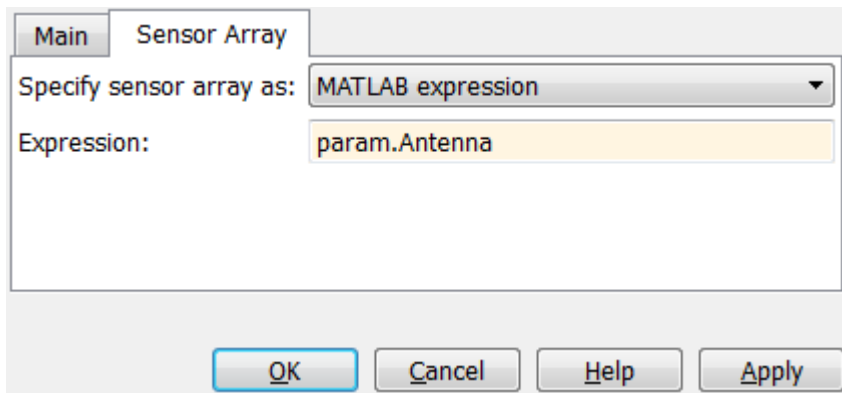 Main Sensor Array
Specify sensor array as: MATLAB expression
Expression: param.Antenna
OK Cancel Help Apply